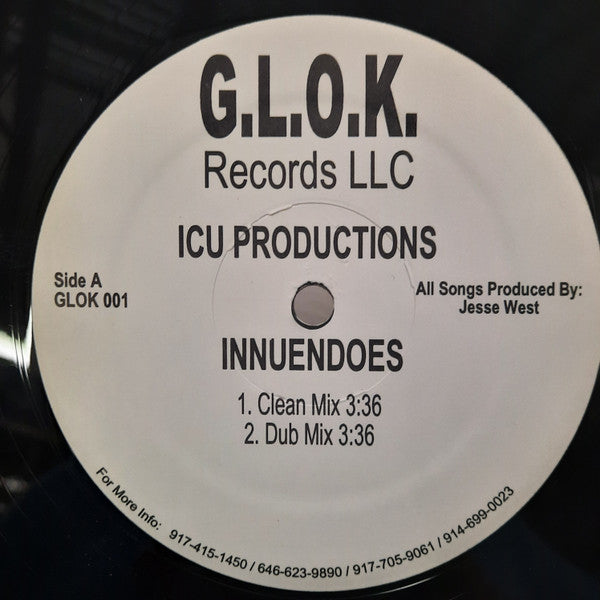 G.L.O.K.
Records LLC
ICU PRODUCTIONS
Side A
GLOK 001
All Songs Produced By:
Jesse West
INNUENDOES
1. Clean Mix 3:36
2. Dub Mix 3:36
For More Info: 917-415-1450 / 646-623-9890 / 917-705-9061 / 914-699-0023